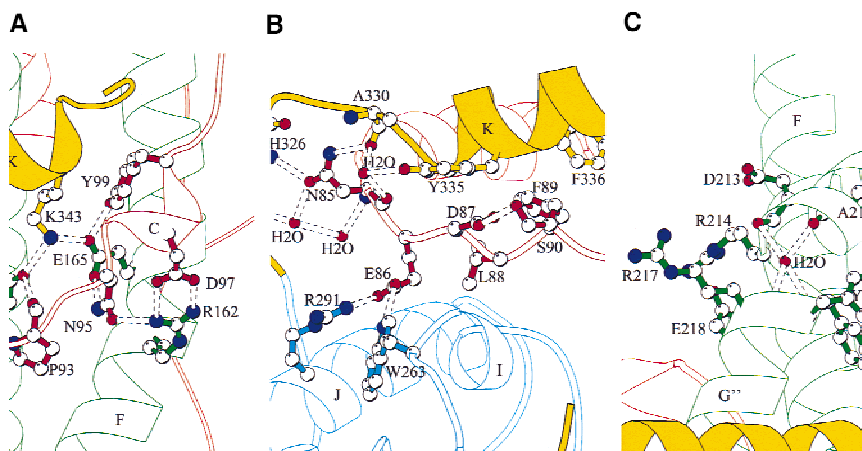 A
B
C
K
Y99
K343
C
E165
D97
R162
N95
P93
F
A330
K
H326
H2O
N85
Y335
F89
F336
D87
H2O
H2O
S90
E86
L88
R291
W263
J
I
F
D213
R214
A21
R217
H2O
E218
G”